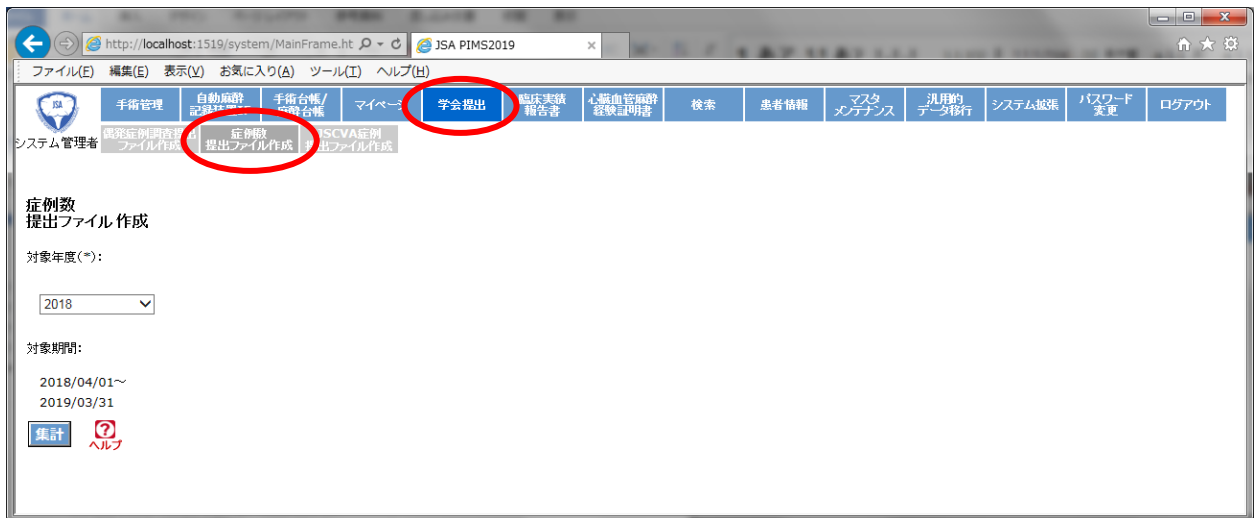 http://localhost:1519/system/MainFrame.ht
JSA PIMS2019
ファイル(F) 編集(E) 表示(V) お気に入り(A) ツール(T) ヘルプ(H)
JSA
システム管理者
手術管理
自動麻酔
手術台帳/
マイページ
学会提出
臨床実績
報告書
心臓血管麻酔
経験証明書
検索
患者情報
マスタ
メンテナンス
汎用的
データ移行
システム拡張
パスワード
変更
ログアウト
偶発症例調査提出
ファイル作成
症例数
提出ファイル作成
JSCVA症例
提出ファイル作成
症例数
提出ファイル作成
対象年度(*):
2018
対象期間:
2018/04/01~
2019/03/31
集計
ヘルプ